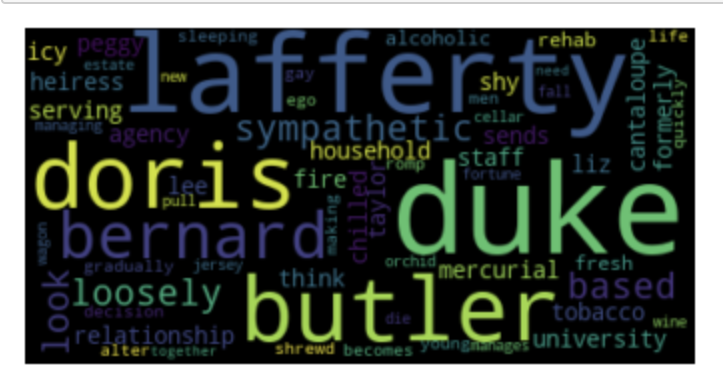 sleeping
alcoholic
rehab
life
icy
peggy
lafferty
estate
new
gay
shy
need
cantaloupe
formerly
quickly
heiress
ego
men
fall
serving
cellar
managing
agency
sympathetic
sends
household
staff
doris
romp
liz
lee
fire
fortune
pull
chilled
taylor
duke
bernard
making
wagon
orchid
gradually
jersey
mercurial
fresh
think
look
loosely
butler
based
decision
die
tobacco
relationship
wine
young
manages
university
alter
together
shrewd
becomes